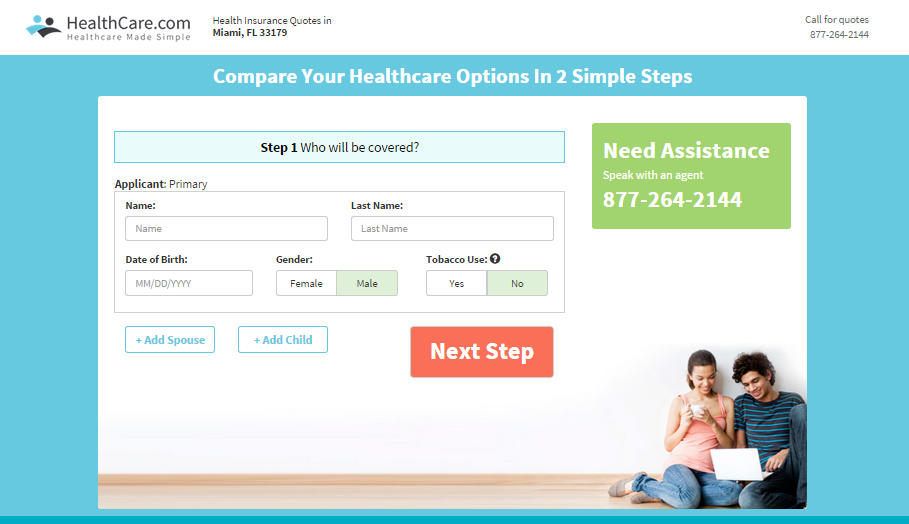 HealthCare.com
Healthcare Made Simple
Health Insurance Quotes in
Miami, FL 33179
Call for quotes
877-264-2144
Compare Your Healthcare Options In 2 Simple Steps
Step 1 Who will be covered?
Need Assistance
Speak with an agent
877-264-2144
Applicant: Primary
Name: Last Name:
Name Last Name
Date of Birth: Gender: Tobacco Use: ?
MM/DD/YYYY Female Male Yes No
+ Add Spouse + Add Child Next Step